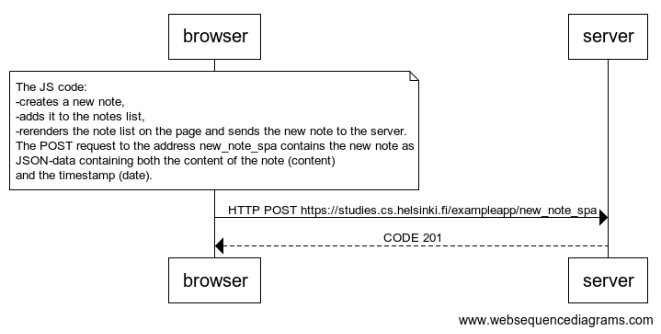 browser
server
The JS code:
-creates a new note,
-adds it to the notes list,
-rerenders the note list on the page and sends the new note to the server.
The POST request to the address new_note_spa contains the new note as
JSON-data containing both the content of the note (content)
and the timestamp (date).
HTTP POST https://studies.cs.helsinki.fi/exampleapp/new_note_spa
CODE 201
browser
server
www.websequencediagrams.com